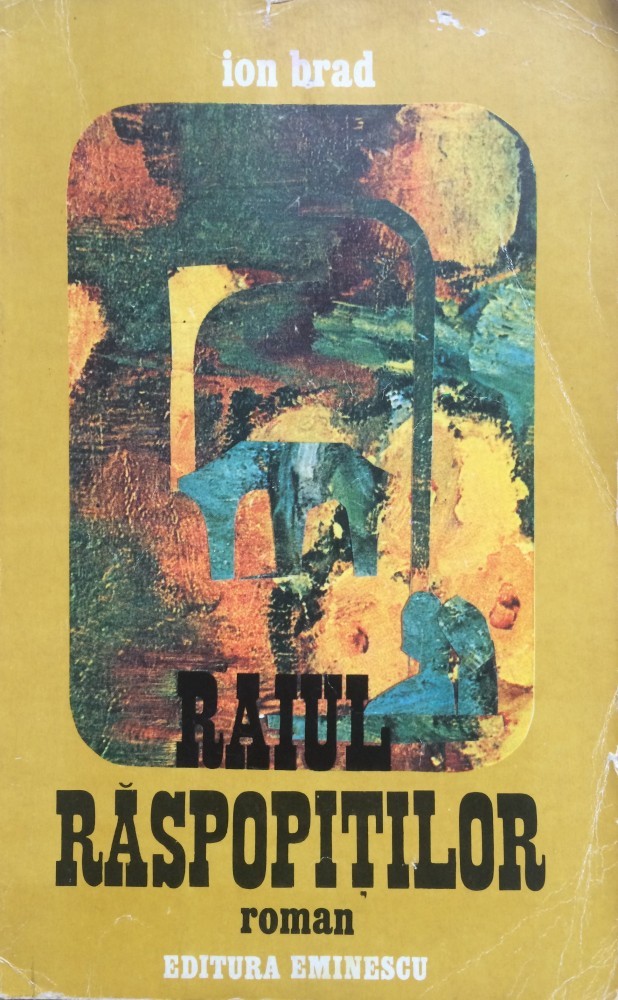 ion brad
RAIUL
RĂSPOPIȚILOR
roman
EDITURA EMINESCU